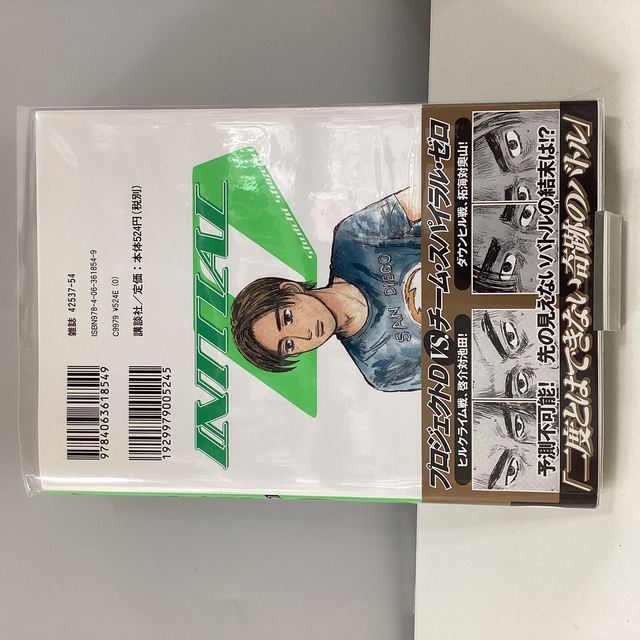 雑誌 42537-54
ISBN978-4-06-361854-9
C9979 ¥524E (0)
講談社/定価:本体524円(税別)
9784063618549
1929979005245
INITIAL
SAN DIEGO
プロジェクトD VS. チーム・スパイラル・ゼロ
ヒルクライム戦、啓介対池田!
ダウンヒル戦、拓海対奥山!
予測不可能! 先の見えないバトルの結末は!?
「二度とはできない奇跡のバトル」